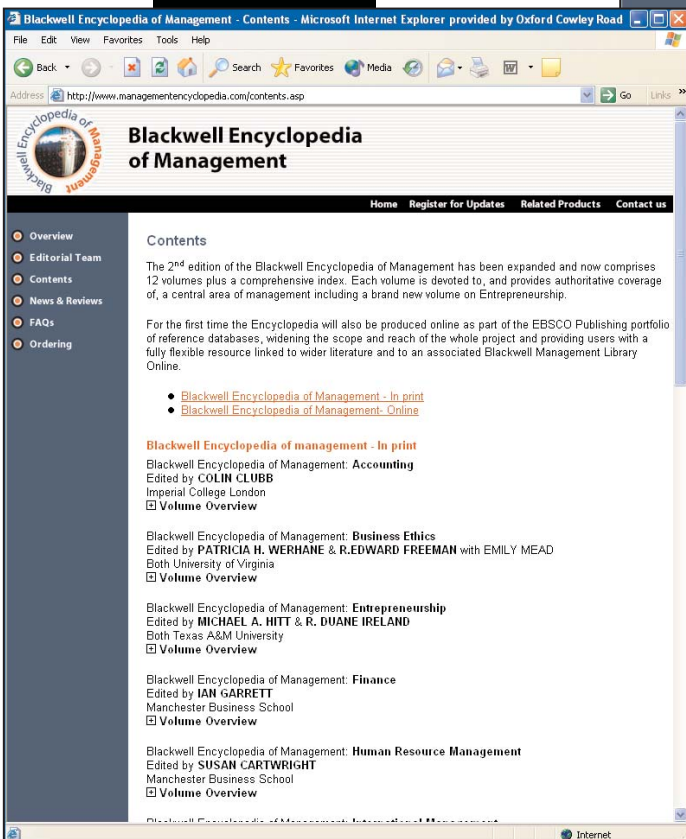 Blackwell Encyclopedia of Management - Contents - Microsoft Internet Explorer provided by Oxford Cowley Road
File Edit View Favorites Tools Help
Back Search Favorites Media
Address http://www.managementencyclopedia.com/contents.asp Go Links »
Blackwell Encyclopedia of Management
Blackwell Encyclopedia
of Management
Home Register for Updates Related Products Contact us
Overview
Editorial Team
Contents
News & Reviews
FAQs
Ordering
Contents
The 2nd edition of the Blackwell Encyclopedia of Management has been expanded and now comprises
12 volumes plus a comprehensive index. Each volume is devoted to, and provides authoritative coverage
of, a central area of management including a brand new volume on Entrepreneurship.
For the first time the Encyclopedia will also be produced online as part of the EBSCO Publishing portfolio
of reference databases, widening the scope and reach of the whole project and providing users with a
fully flexible resource linked to wider literature and to an associated Blackwell Management Library
Online.
• Blackwell Encyclopedia of Management - In print
• Blackwell Encyclopedia of Management- Online
Blackwell Encyclopedia of management - In print
Blackwell Encyclopedia of Management: Accounting
Edited by COLIN CLUBB
Imperial College London
Volume Overview
Blackwell Encyclopedia of Management: Business Ethics
Edited by PATRICIA H. WERHANE & R.EDWARD FREEMAN with EMILY MEAD
Both University of Virginia
Volume Overview
Blackwell Encyclopedia of Management: Entrepreneurship
Edited by MICHAEL A. HITT & R. DUANE IRELAND
Both Texas A&M University
Volume Overview
Blackwell Encyclopedia of Management: Finance
Edited by IAN GARRETT
Manchester Business School
Volume Overview
Blackwell Encyclopedia of Management: Human Resource Management
Edited by SUSAN CARTWRIGHT
Manchester Business School
Volume Overview
Blackwell Encyclopedia of Management: International Management
Internet